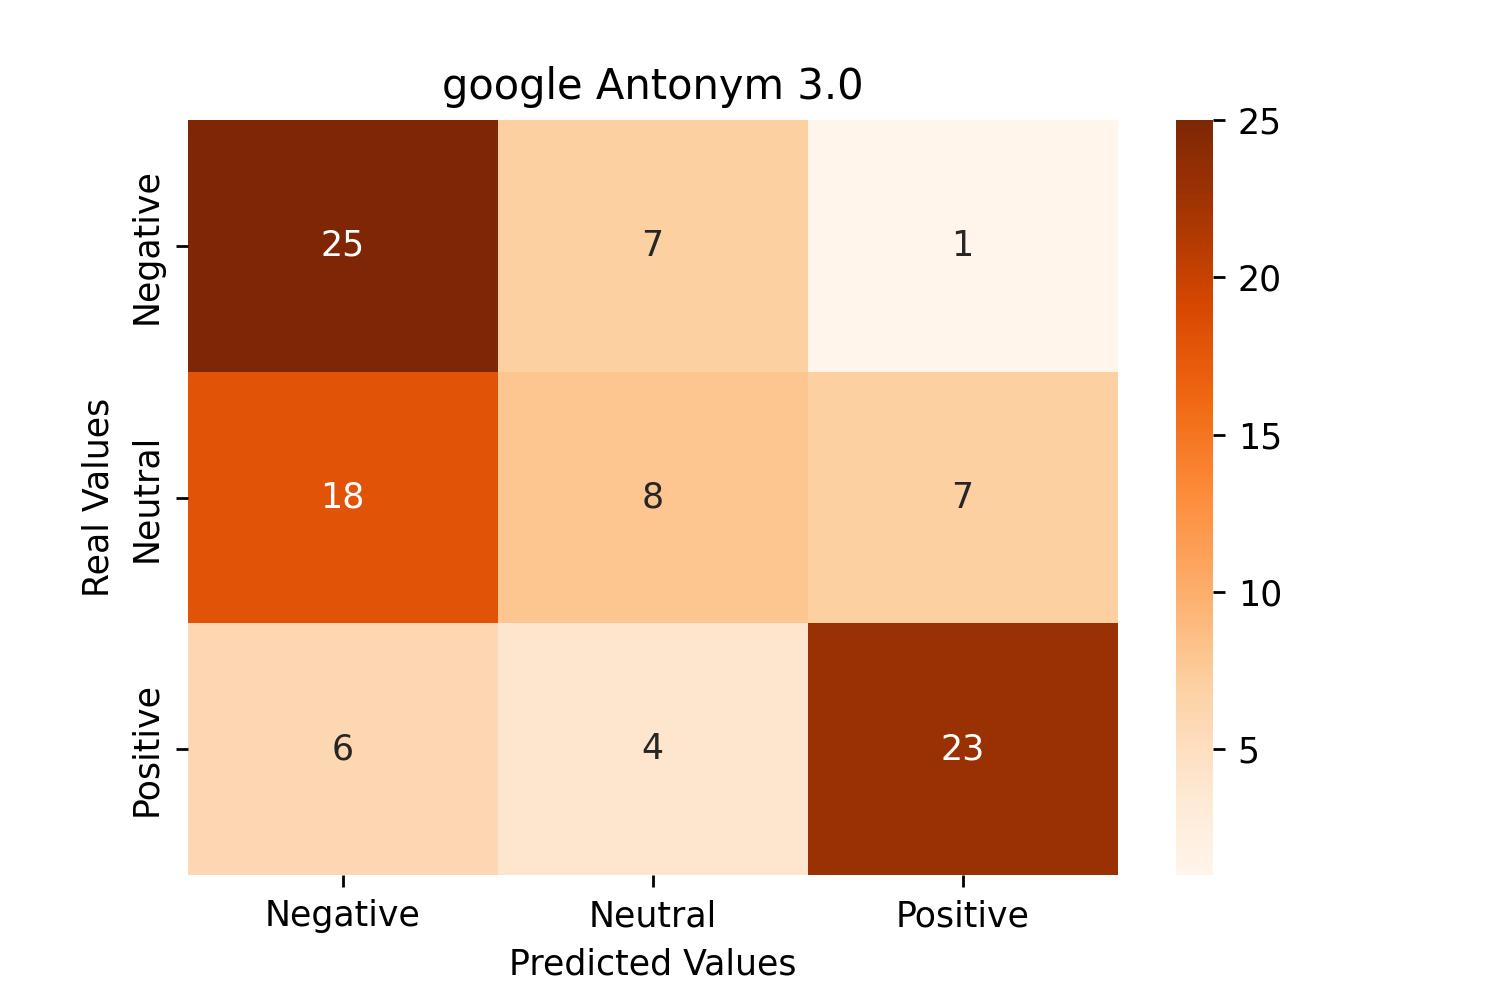 google Antonym 3.0
25
Negative
25 7 1
20
Real Values
Neutral
18 8 7
15
10
Positive
6 4 23
5
Negative Neutral Positive
Predicted Values